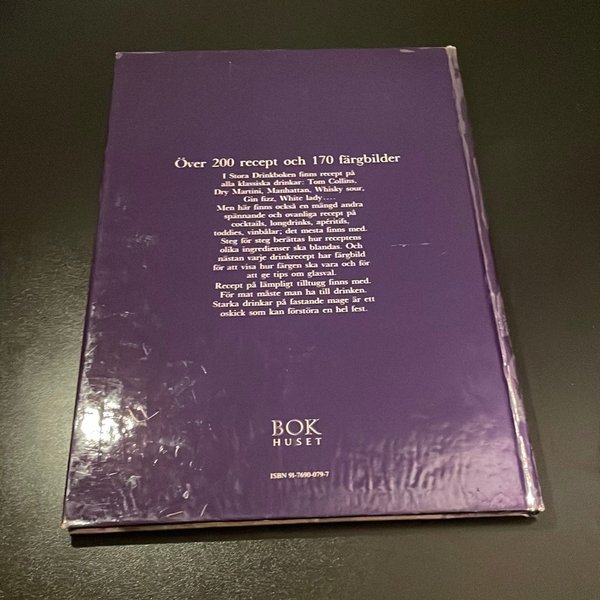 Över 200 recept och 170 färgbilder
I Stora Drinkboken finns recept på
alla klassiska drinkar: Tom Collins,
Dry Martini, Manhattan, Whisky sour,
Gin fizz, White lady....
Men här finns också en mängd andra
spännande och ovanliga recept på
cocktails, longdrinks, apéritifs,
toddies, vinbålar; det mesta finns med.
Steg för steg berättas hur receptens
olika ingredienser ska blandas. Och
nästan varje drinkrecept har färgbild
för att visa hur färgen ska vara och för
att ge tips om glasval.
Recept på lämpligt tilltugg finns med.
För mat måste man ha till drinken.
Starka drinkar på fastande mage är ett
oskick som kan förstöra en hel fest.
BOK
HUSET
ISBN 91-7690-079-7